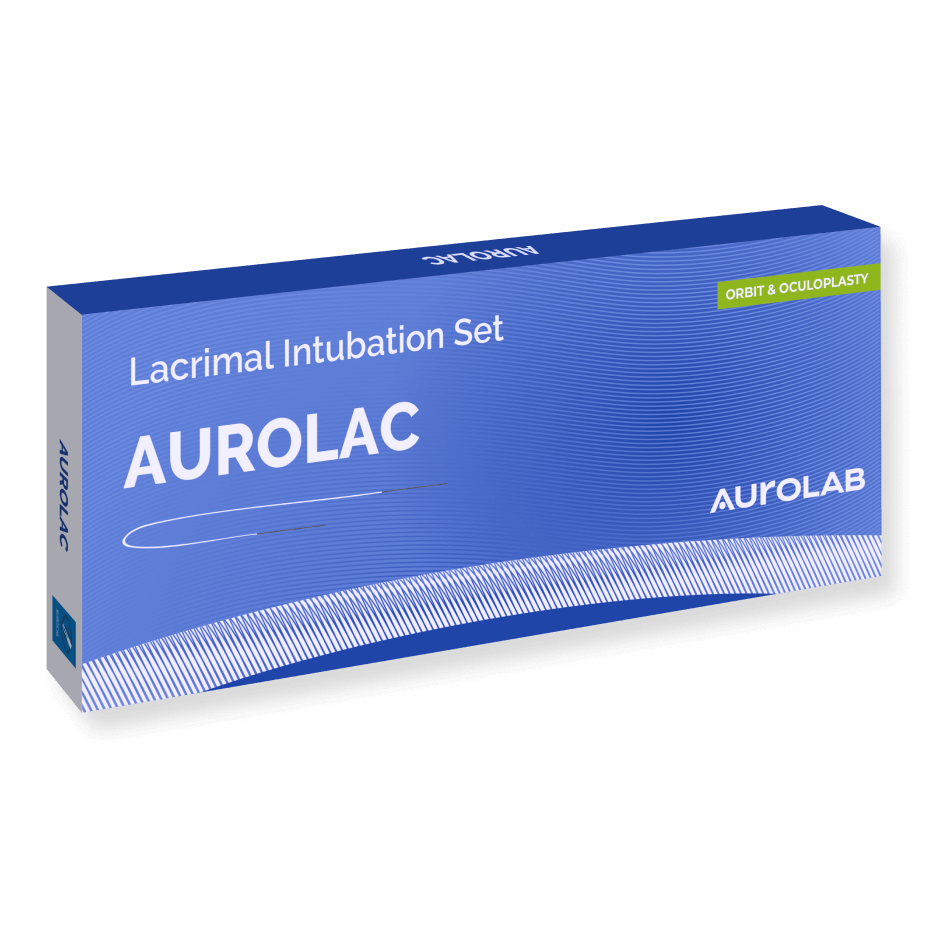 AUROLAC
ORBIT & OCULOPLASTY
Lacrimal Intubation Set
AUROLAC
AUROLAB
AUROLAC